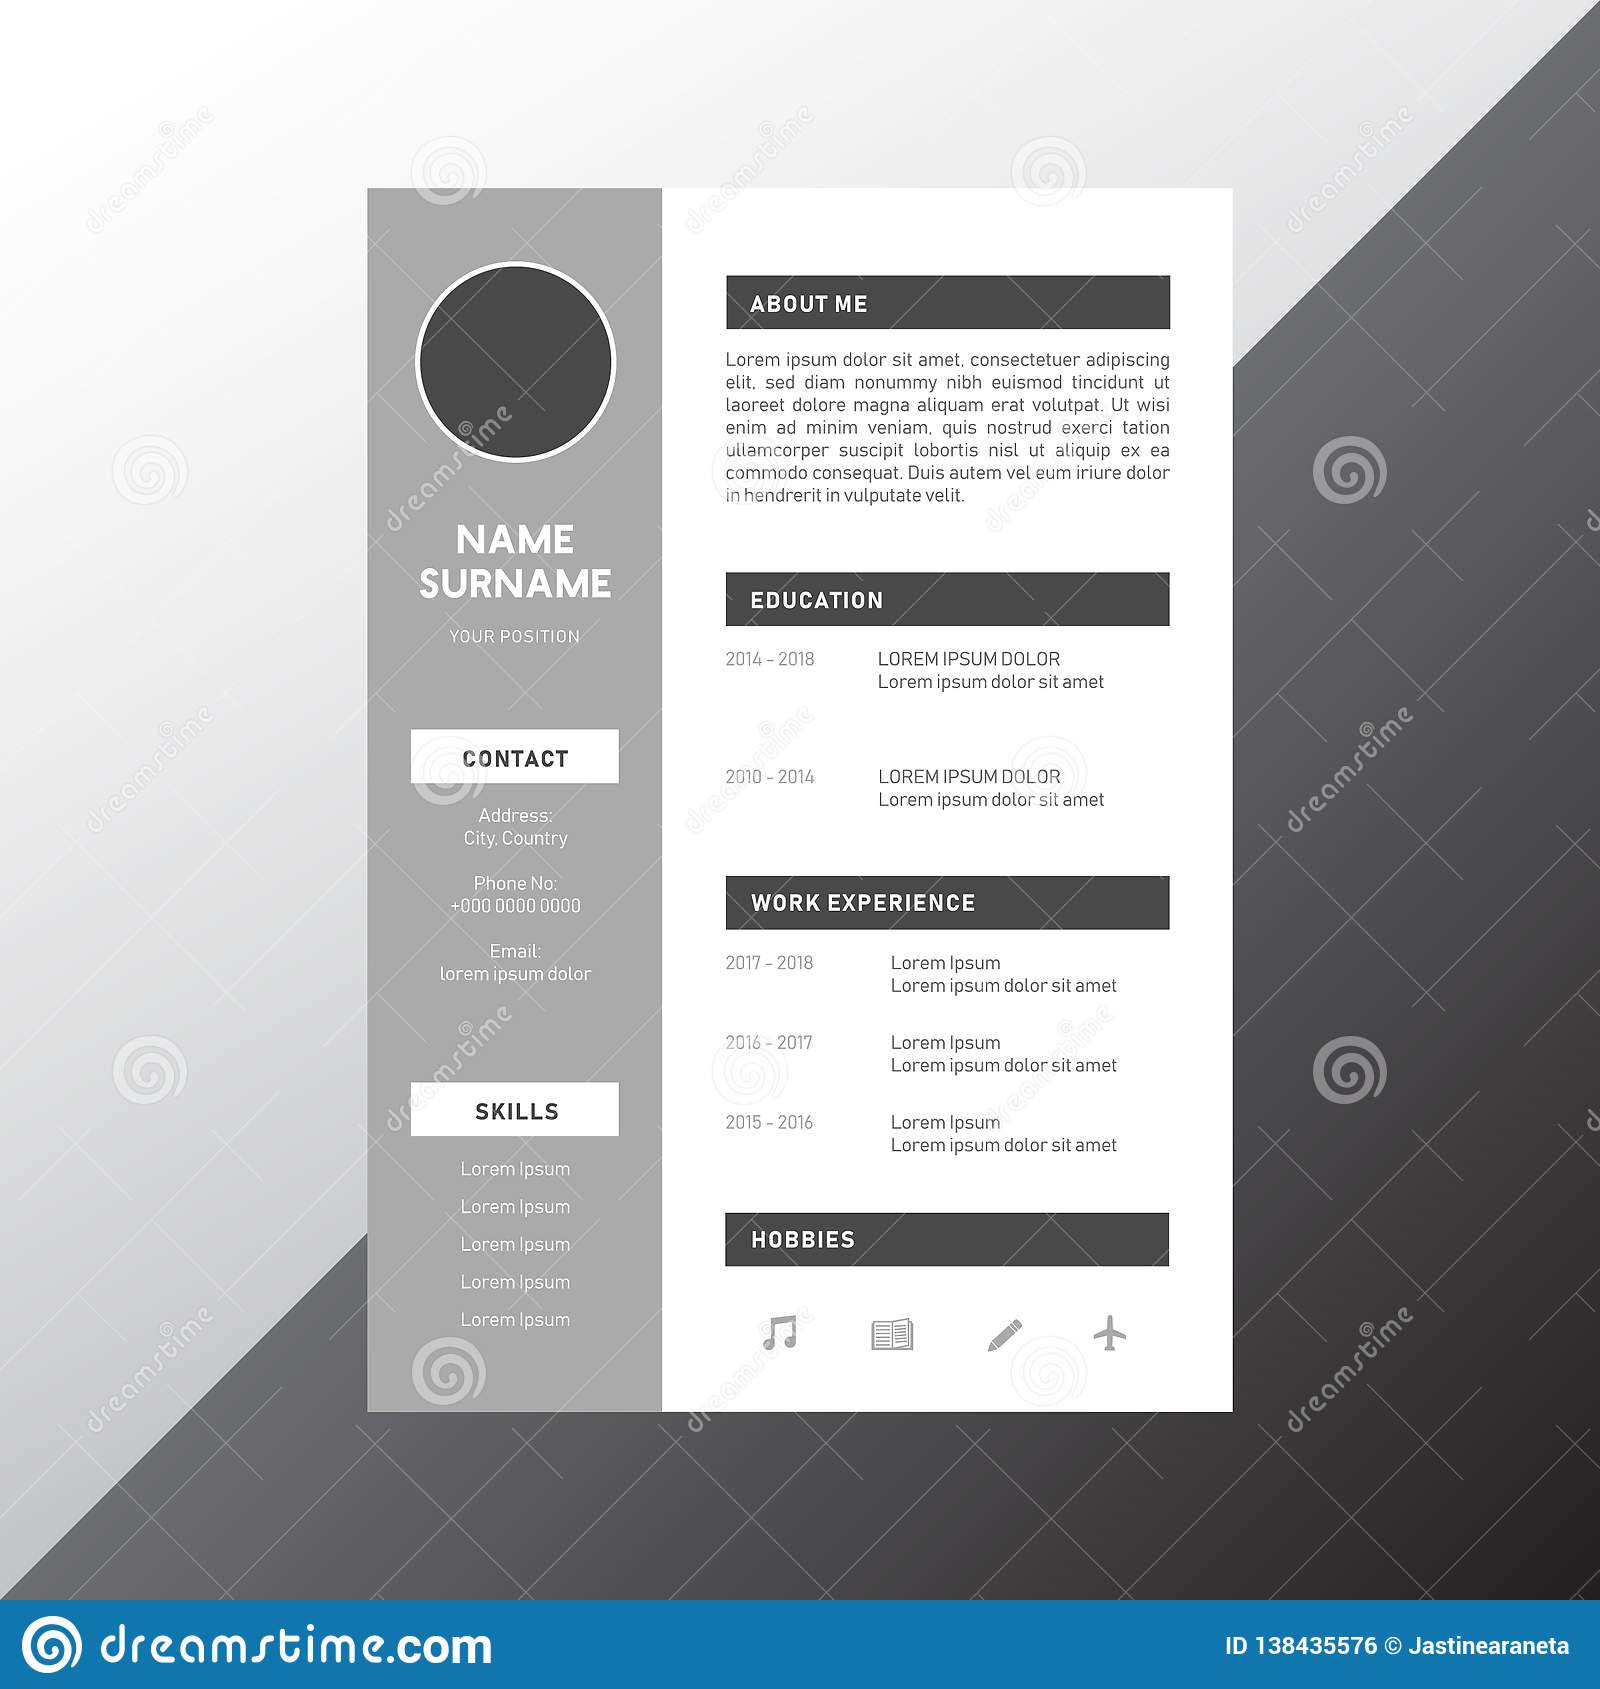 NAME
SURNAME
YOUR POSITION
CONTACT
Address:
City, Country
Phone No:
+000 0000 0000
Email:
lorem ipsum dolor
SKILLS
Lorem Ipsum
Lorem Ipsum
Lorem Ipsum
Lorem Ipsum
Lorem Ipsum
ABOUT ME
Lorem ipsum dolor sit amet, consectetuer adipiscing
elit, sed diam nonummy nibh euismod tincidunt ut
laoreet dolore magna aliquam erat volutpat. Ut wisi
enim ad minim veniam, quis nostrud exerci tation
ullamcorper suscipit lobortis nisl ut aliquip ex ea
commodo consequat. Duis autem vel eum iriure dolor
in hendrerit in vulputate velit.
EDUCATION
2014 - 2018 LOREM IPSUM DOLOR
Lorem ipsum dolor sit amet
2010 - 2014 LOREM IPSUM DOLOR
Lorem ipsum dolor sit amet
WORK EXPERIENCE
2017 - 2018 Lorem Ipsum
Lorem ipsum dolor sit amet
2016 - 2017 Lorem Ipsum
Lorem ipsum dolor sit amet
2015 - 2016 Lorem Ipsum
Lorem ipsum dolor sit amet
HOBBIES
dreamstime.com
ID 138435576 © Jastinearaneta